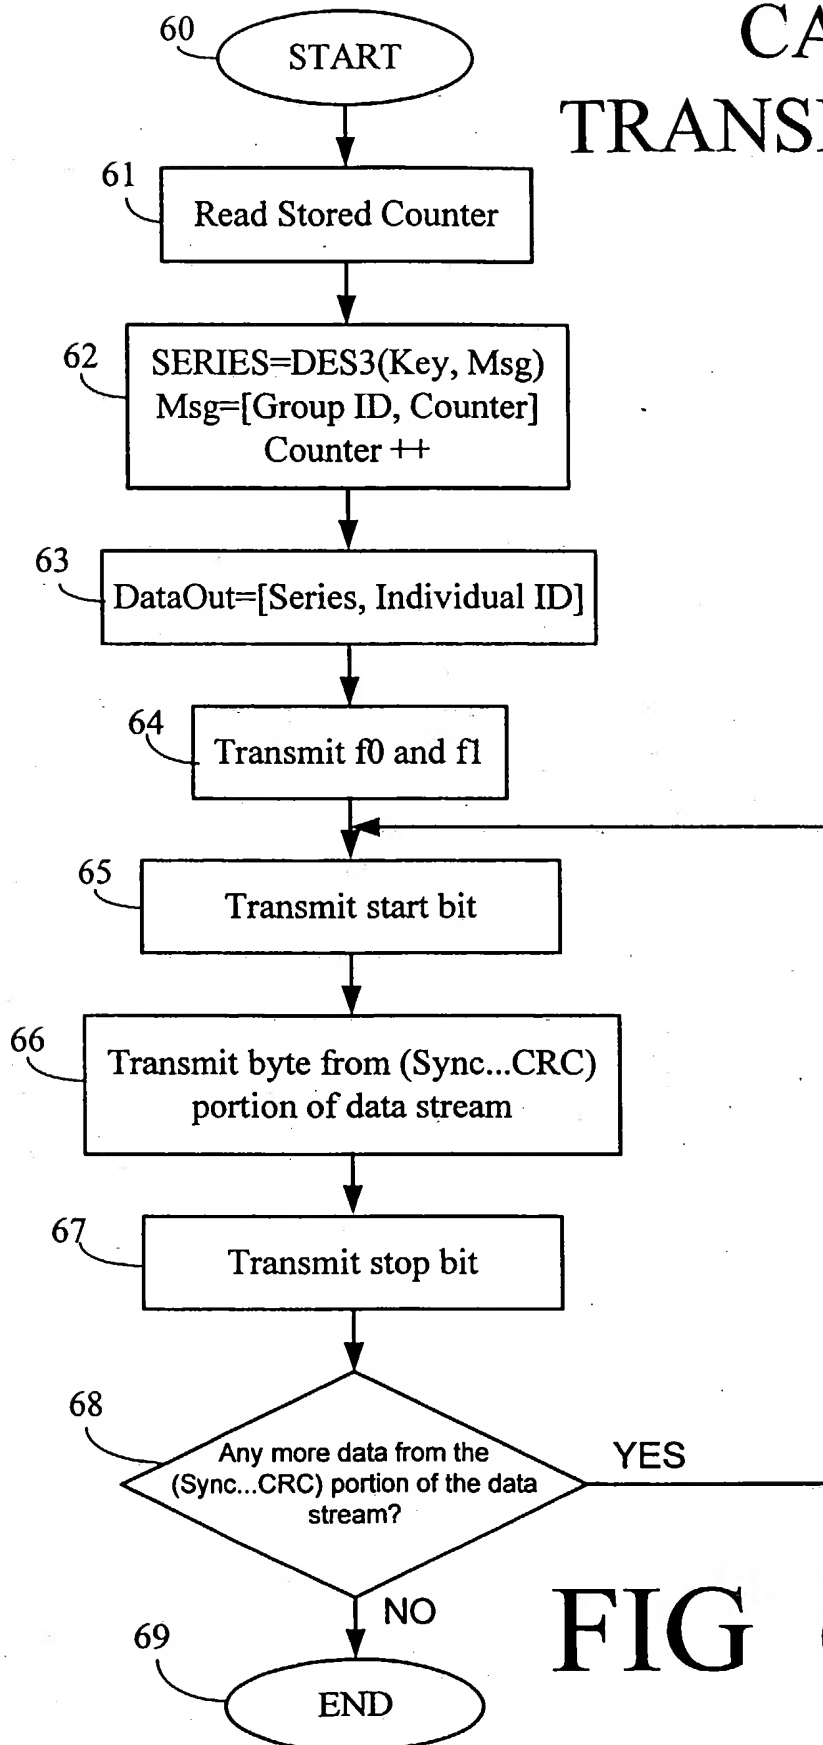 60
START
CA
TRANS
61
Read Stored Counter
62
SERIES=DES3(Key, Msg)
Msg=[Group ID, Counter]
Counter ++
63
DataOut=[Series, Individual ID]
64
Transmit f0 and f1
65
Transmit start bit
66
Transmit byte from (Sync...CRC)
portion of data stream
67
Transmit stop bit
68
Any more data from the
(Sync...CRC) portion of the data
stream?
YES
NO
FIG
69
END